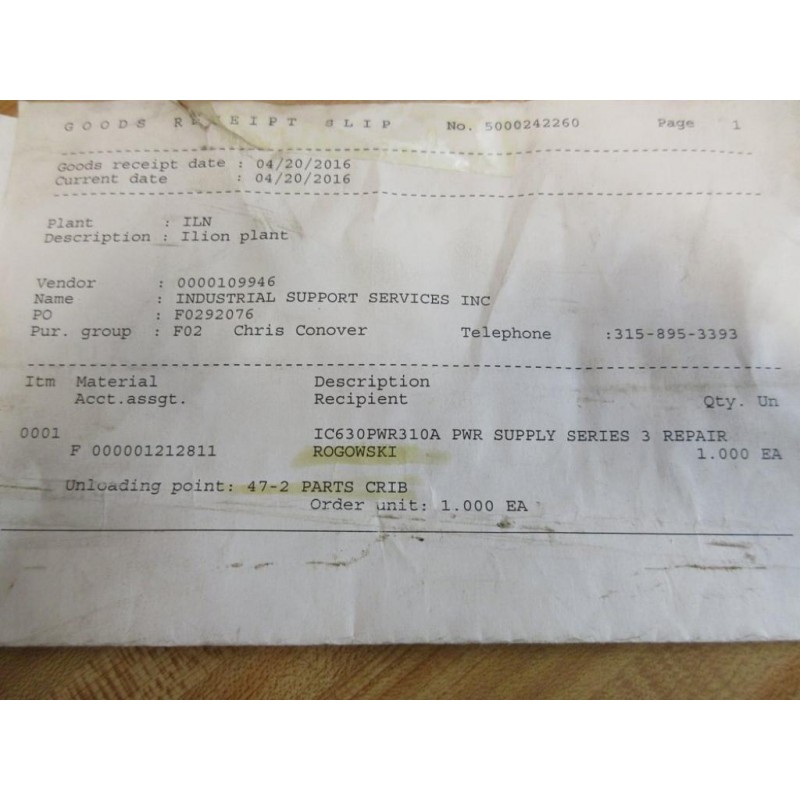 GOODS RECEIPT SLIP No. 5000242260 Page 1
Goods receipt date : 04/20/2016
Current date : 04/20/2016
Plant : ILN
Description : Ilion plant
Vendor : 0000109946
Name : INDUSTRIAL SUPPORT SERVICES INC
PO : F0292076
Pur. group : F02 Chris Conover Telephone :315-895-3393
Itm Material Description
Acct.assgt. Recipient Qty. Un
0001 IC630PWR310A PWR SUPPLY SERIES 3 REPAIR
F 000001212811 ROGOWSKI 1.000 EA
Unloading point: 47-2 PARTS CRIB
Order unit: 1.000 EA